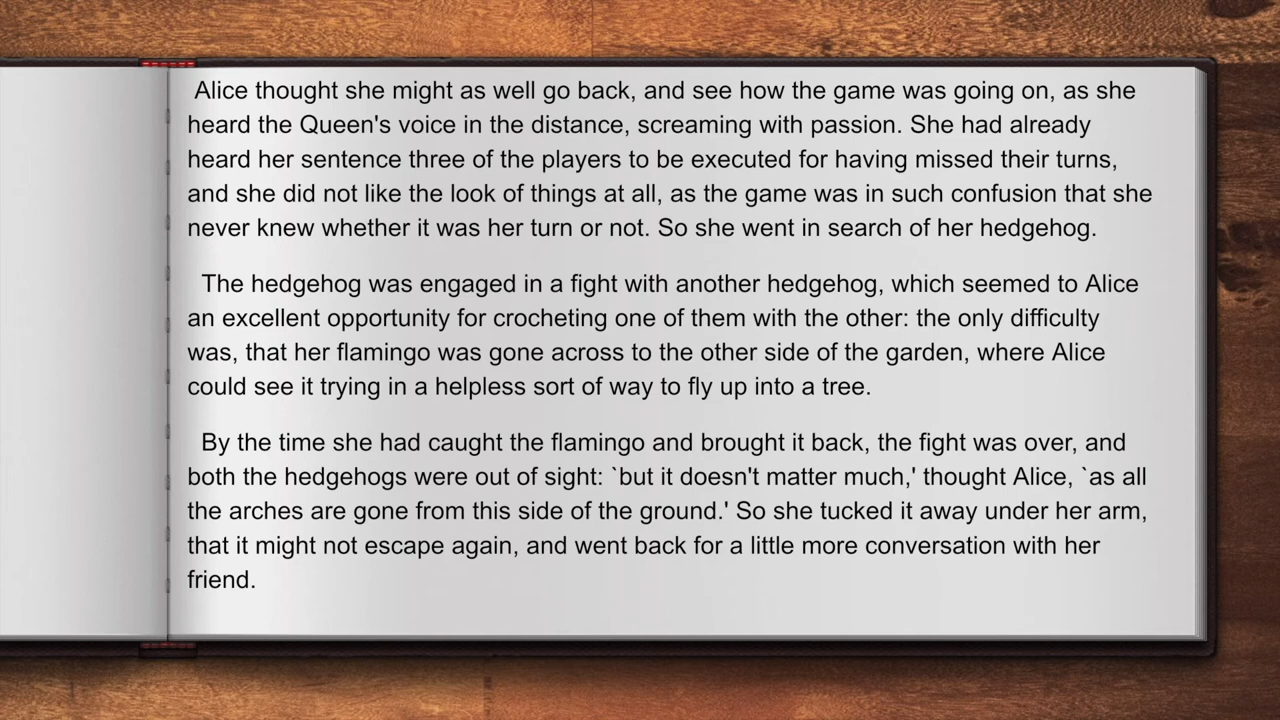 Alice thought she might as well go back, and see how the game was going on, as she
heard the Queen's voice in the distance, screaming with passion. She had already
heard her sentence three of the players to be executed for having missed their turns,
and she did not like the look of things at all, as the game was in such confusion that she
never knew whether it was her turn or not. So she went in search of her hedgehog.
The hedgehog was engaged in a fight with another hedgehog, which seemed to Alice
an excellent opportunity for crocheting one of them with the other: the only difficulty
was, that her flamingo was gone across to the other side of the garden, where Alice
could see it trying in a helpless sort of way to fly up into a tree.
By the time she had caught the flamingo and brought it back, the fight was over, and
both the hedgehogs were out of sight: `but it doesn't matter much,' thought Alice, `as all
the arches are gone from this side of the ground.' So she tucked it away under her arm,
that it might not escape again, and went back for a little more conversation with her
friend.